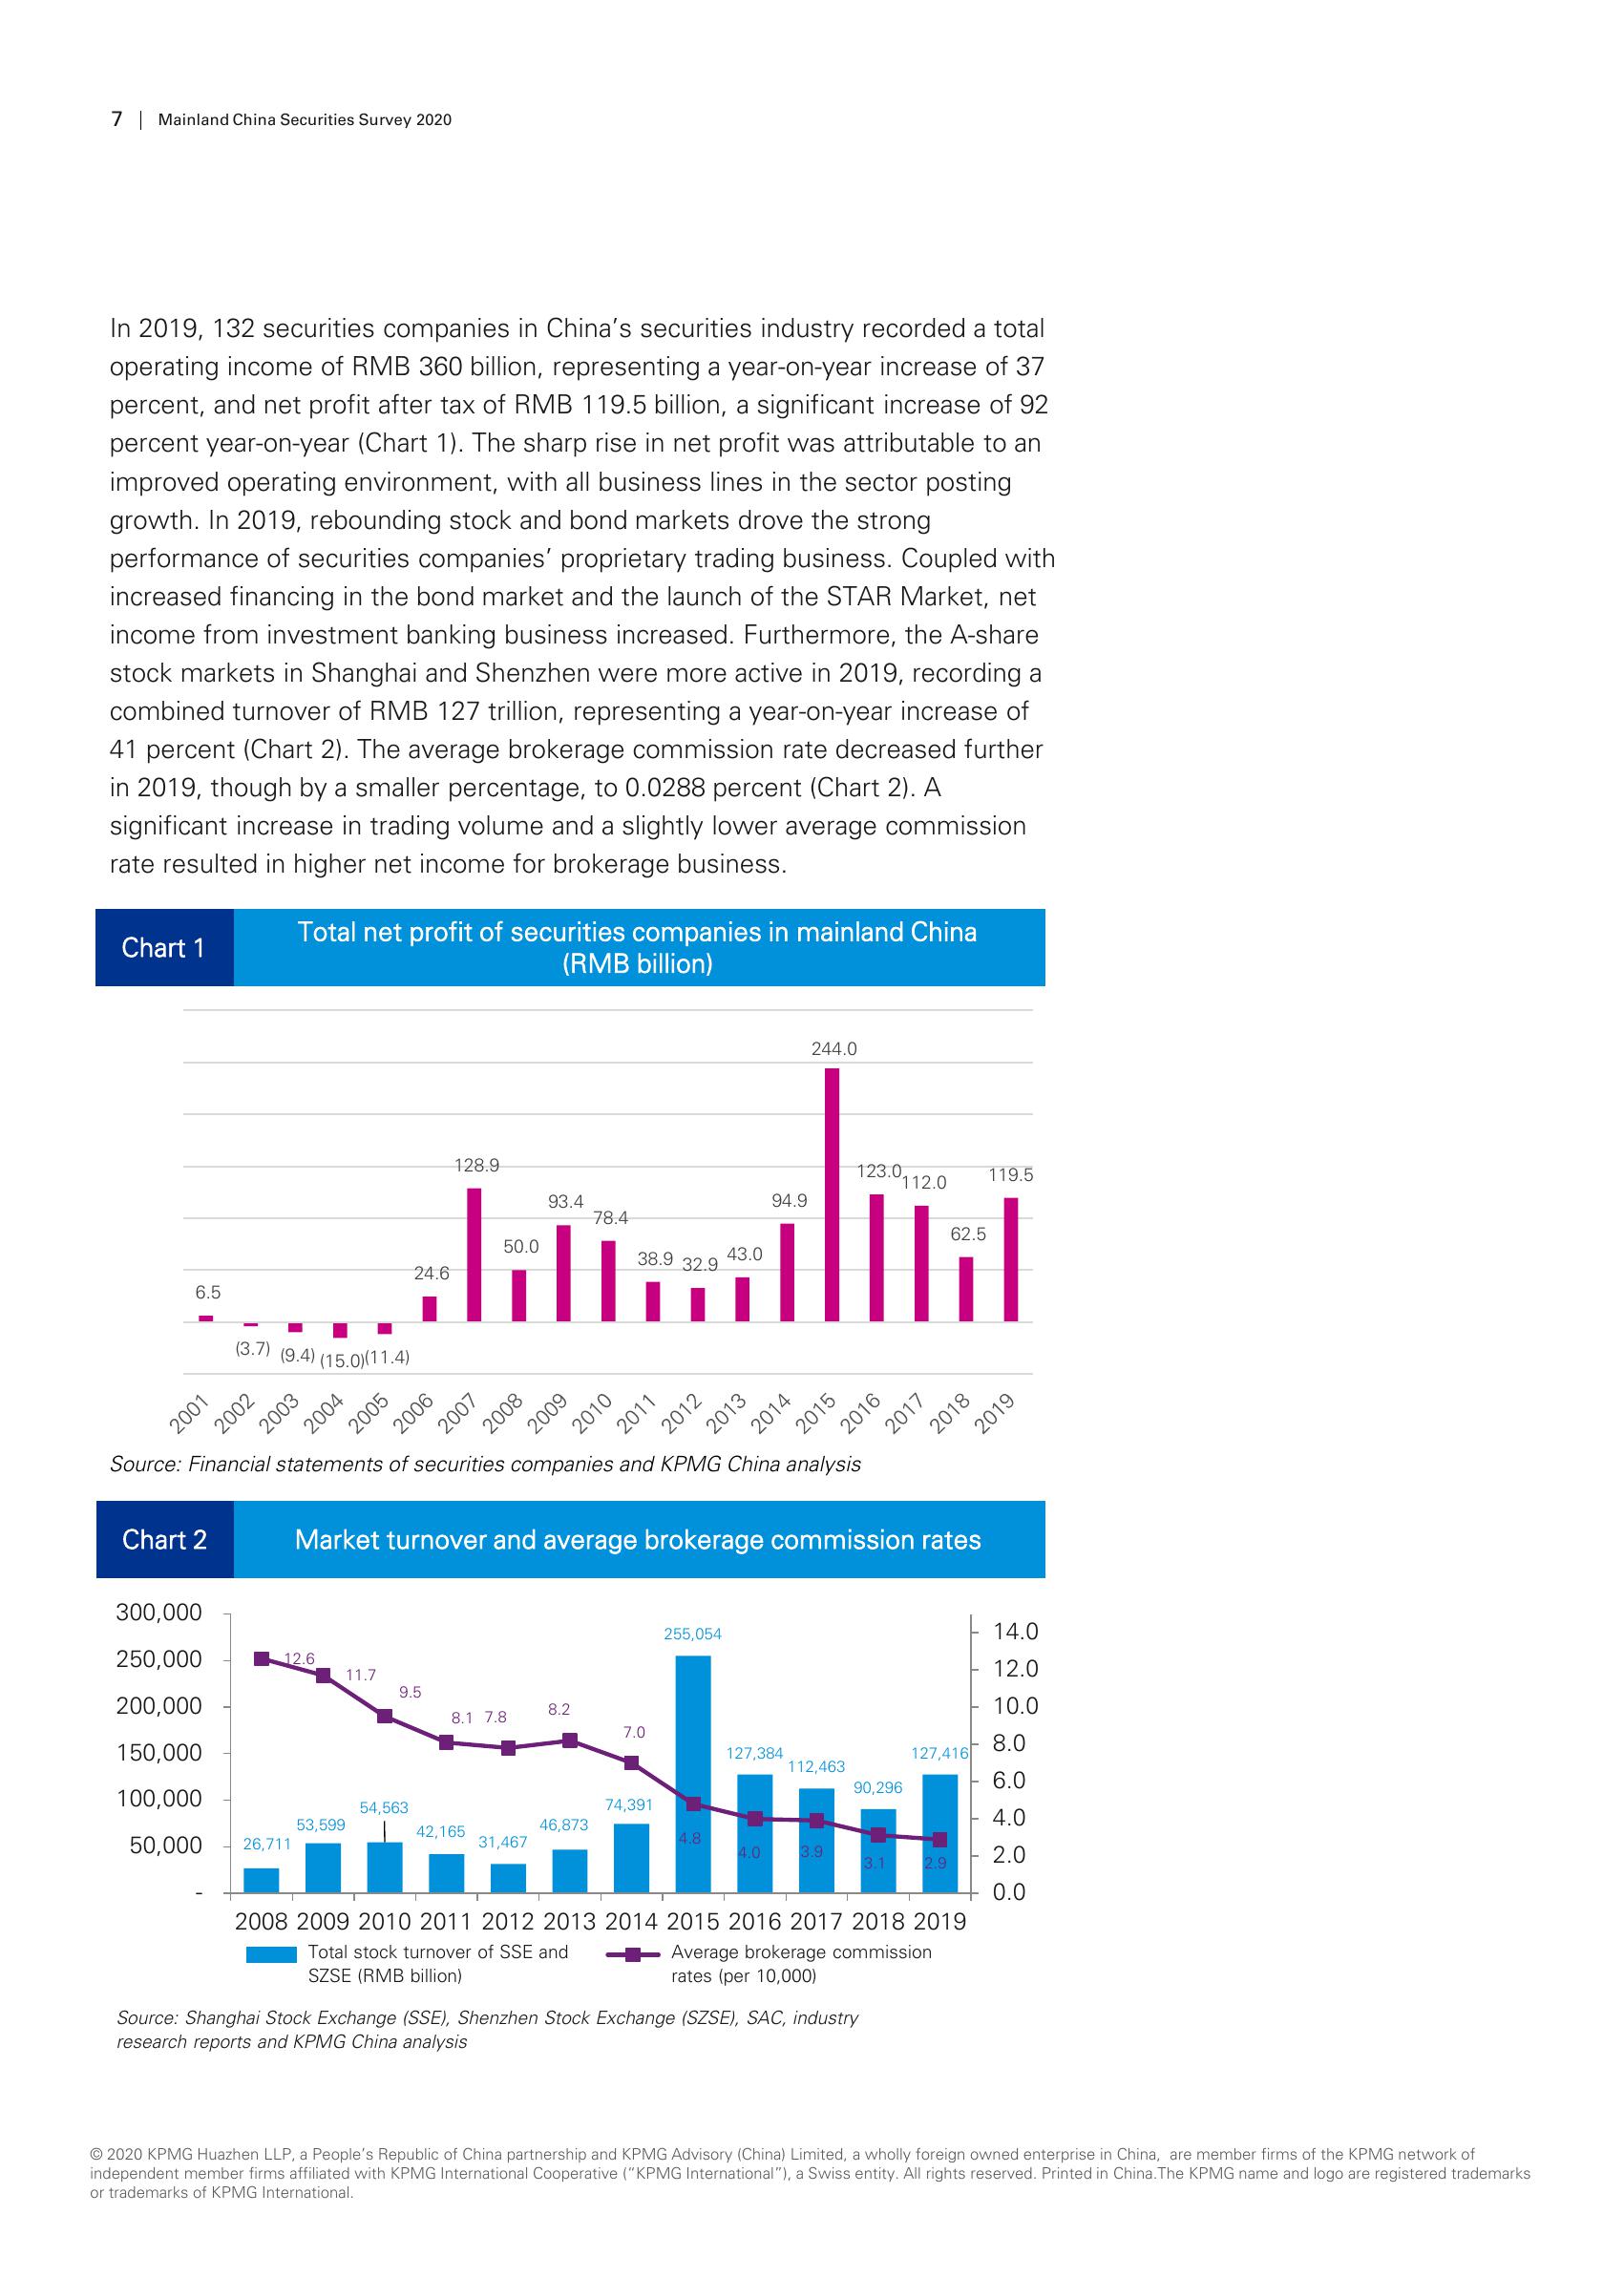 7 | Mainland China Securities Survey 2020
In 2019, 132 securities companies in China’s securities industry recorded a total
operating income of RMB 360 billion, representing a year-on-year increase of 37
percent, and net profit after tax of RMB 119.5 billion, a significant increase of 92
percent year-on-year (Chart 1). The sharp rise in net profit was attributable to an
improved operating environment, with all business lines in the sector posting
growth. In 2019, rebounding stock and bond markets drove the strong
performance of securities companies’ proprietary trading business. Coupled with
increased financing in the bond market and the launch of the STAR Market, net
income from investment banking business increased. Furthermore, the A-share
stock markets in Shanghai and Shenzhen were more active in 2019, recording a
combined turnover of RMB 127 trillion, representing a year-on-year increase of
41 percent (Chart 2). The average brokerage commission rate decreased further
in 2019, though by a smaller percentage, to 0.0288 percent (Chart 2). A
significant increase in trading volume and a slightly lower average commission
rate resulted in higher net income for brokerage business.
Chart 1
Total net profit of securities companies in mainland China
(RMB billion)
6.5
(3.7)
(9.4)
(15.0)
(11.4)
24.6
128.9
50.0
93.4
78.4
38.9
32.9
43.0
94.9
244.0
123.0
112.0
62.5
119.5
2001 2002 2003 2004 2005 2006 2007 2008 2009 2010 2011 2012 2013 2014 2015 2016 2017 2018 2019
Source: Financial statements of securities companies and KPMG China analysis
Chart 2
Market turnover and average brokerage commission rates
300,000
250,000
200,000
150,000
100,000
50,000
-
12.6
11.7
9.5
8.1
7.8
8.2
7.0
4.8
4.0
3.9
3.1
2.9
26,711
53,599
54,563
42,165
31,467
46,873
74,391
255,054
127,384
112,463
90,296
127,416
14.0
12.0
10.0
8.0
6.0
4.0
2.0
0.0
2008 2009 2010 2011 2012 2013 2014 2015 2016 2017 2018 2019
Total stock turnover of SSE and
SZSE (RMB billion)
Average brokerage commission
rates (per 10,000)
Source: Shanghai Stock Exchange (SSE), Shenzhen Stock Exchange (SZSE), SAC, industry
research reports and KPMG China analysis
© 2020 KPMG Huazhen LLP, a People’s Republic of China partnership and KPMG Advisory (China) Limited, a wholly foreign owned enterprise in China, are member firms of the KPMG network of
independent member firms affiliated with KPMG International Cooperative (“KPMG International”), a Swiss entity. All rights reserved. Printed in China.The KPMG name and logo are registered trademarks
or trademarks of KPMG International.